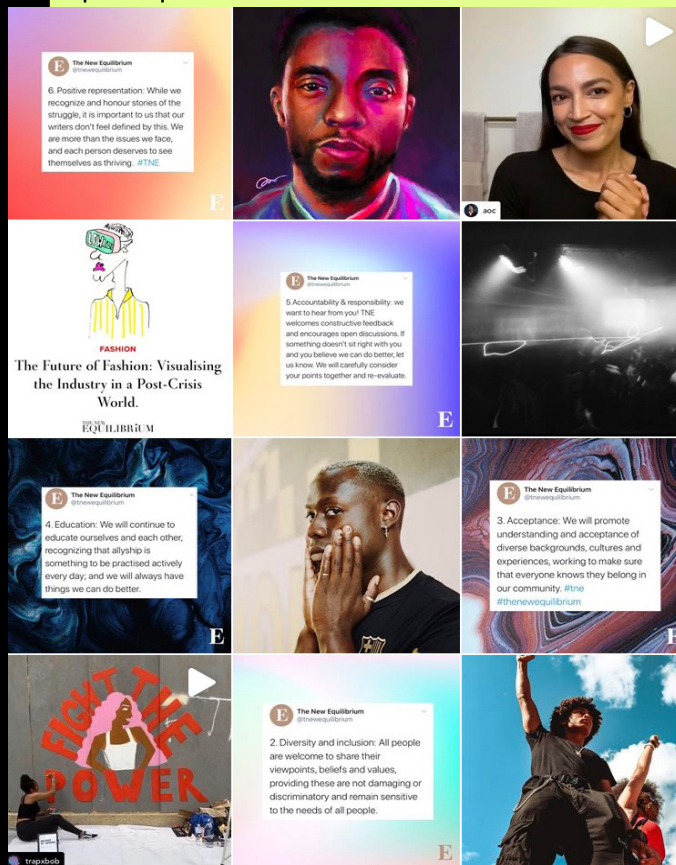 The New Equilibrium
@tnewequilibrium
6. Positive representation: While we
recognize and honour stories of the
struggle, it is important to us that our
writers don't feel defined by this. We
are more than the issues we face,
and each person deserves to see
themselves as thriving. #TNE
E
E
aoc
FASHION
The Future of Fashion: Visualising
the Industry in a Post-Crisis
World.
THE NEW
EQUILIBRIUM
The New Equilibrium
@tnewequilibrium
5. Accountability & responsibility: we
want to hear from you! TNE
welcomes constructive feedback
and encourages open discussions. If
something doesn't sit right with you
and you believe we can do better, let
us know. We will carefully consider
your points together and re-evaluate.
E
E
The New Equilibrium
@tnewequilibrium
4. Education: We will continue to
educate ourselves and each other,
recognizing that allyship is
something to be practised actively
every day; and we will always have
things we can do better.
E
E
The New Equilibrium
@tnewequilibrium
3. Acceptance: We will promote
understanding and acceptance of
diverse backgrounds, cultures and
experiences, working to make sure
that everyone knows they belong in
our community. #tne
#thenewequilibrium
E
E
FIGHT THE
POWER
trapxbob
The New Equilibrium
@tnewequilibrium
2. Diversity and inclusion: All people
are welcome to share their
viewpoints, beliefs and values,
providing these are not damaging or
discriminatory and remain sensitive
to the needs of all people.
E
E